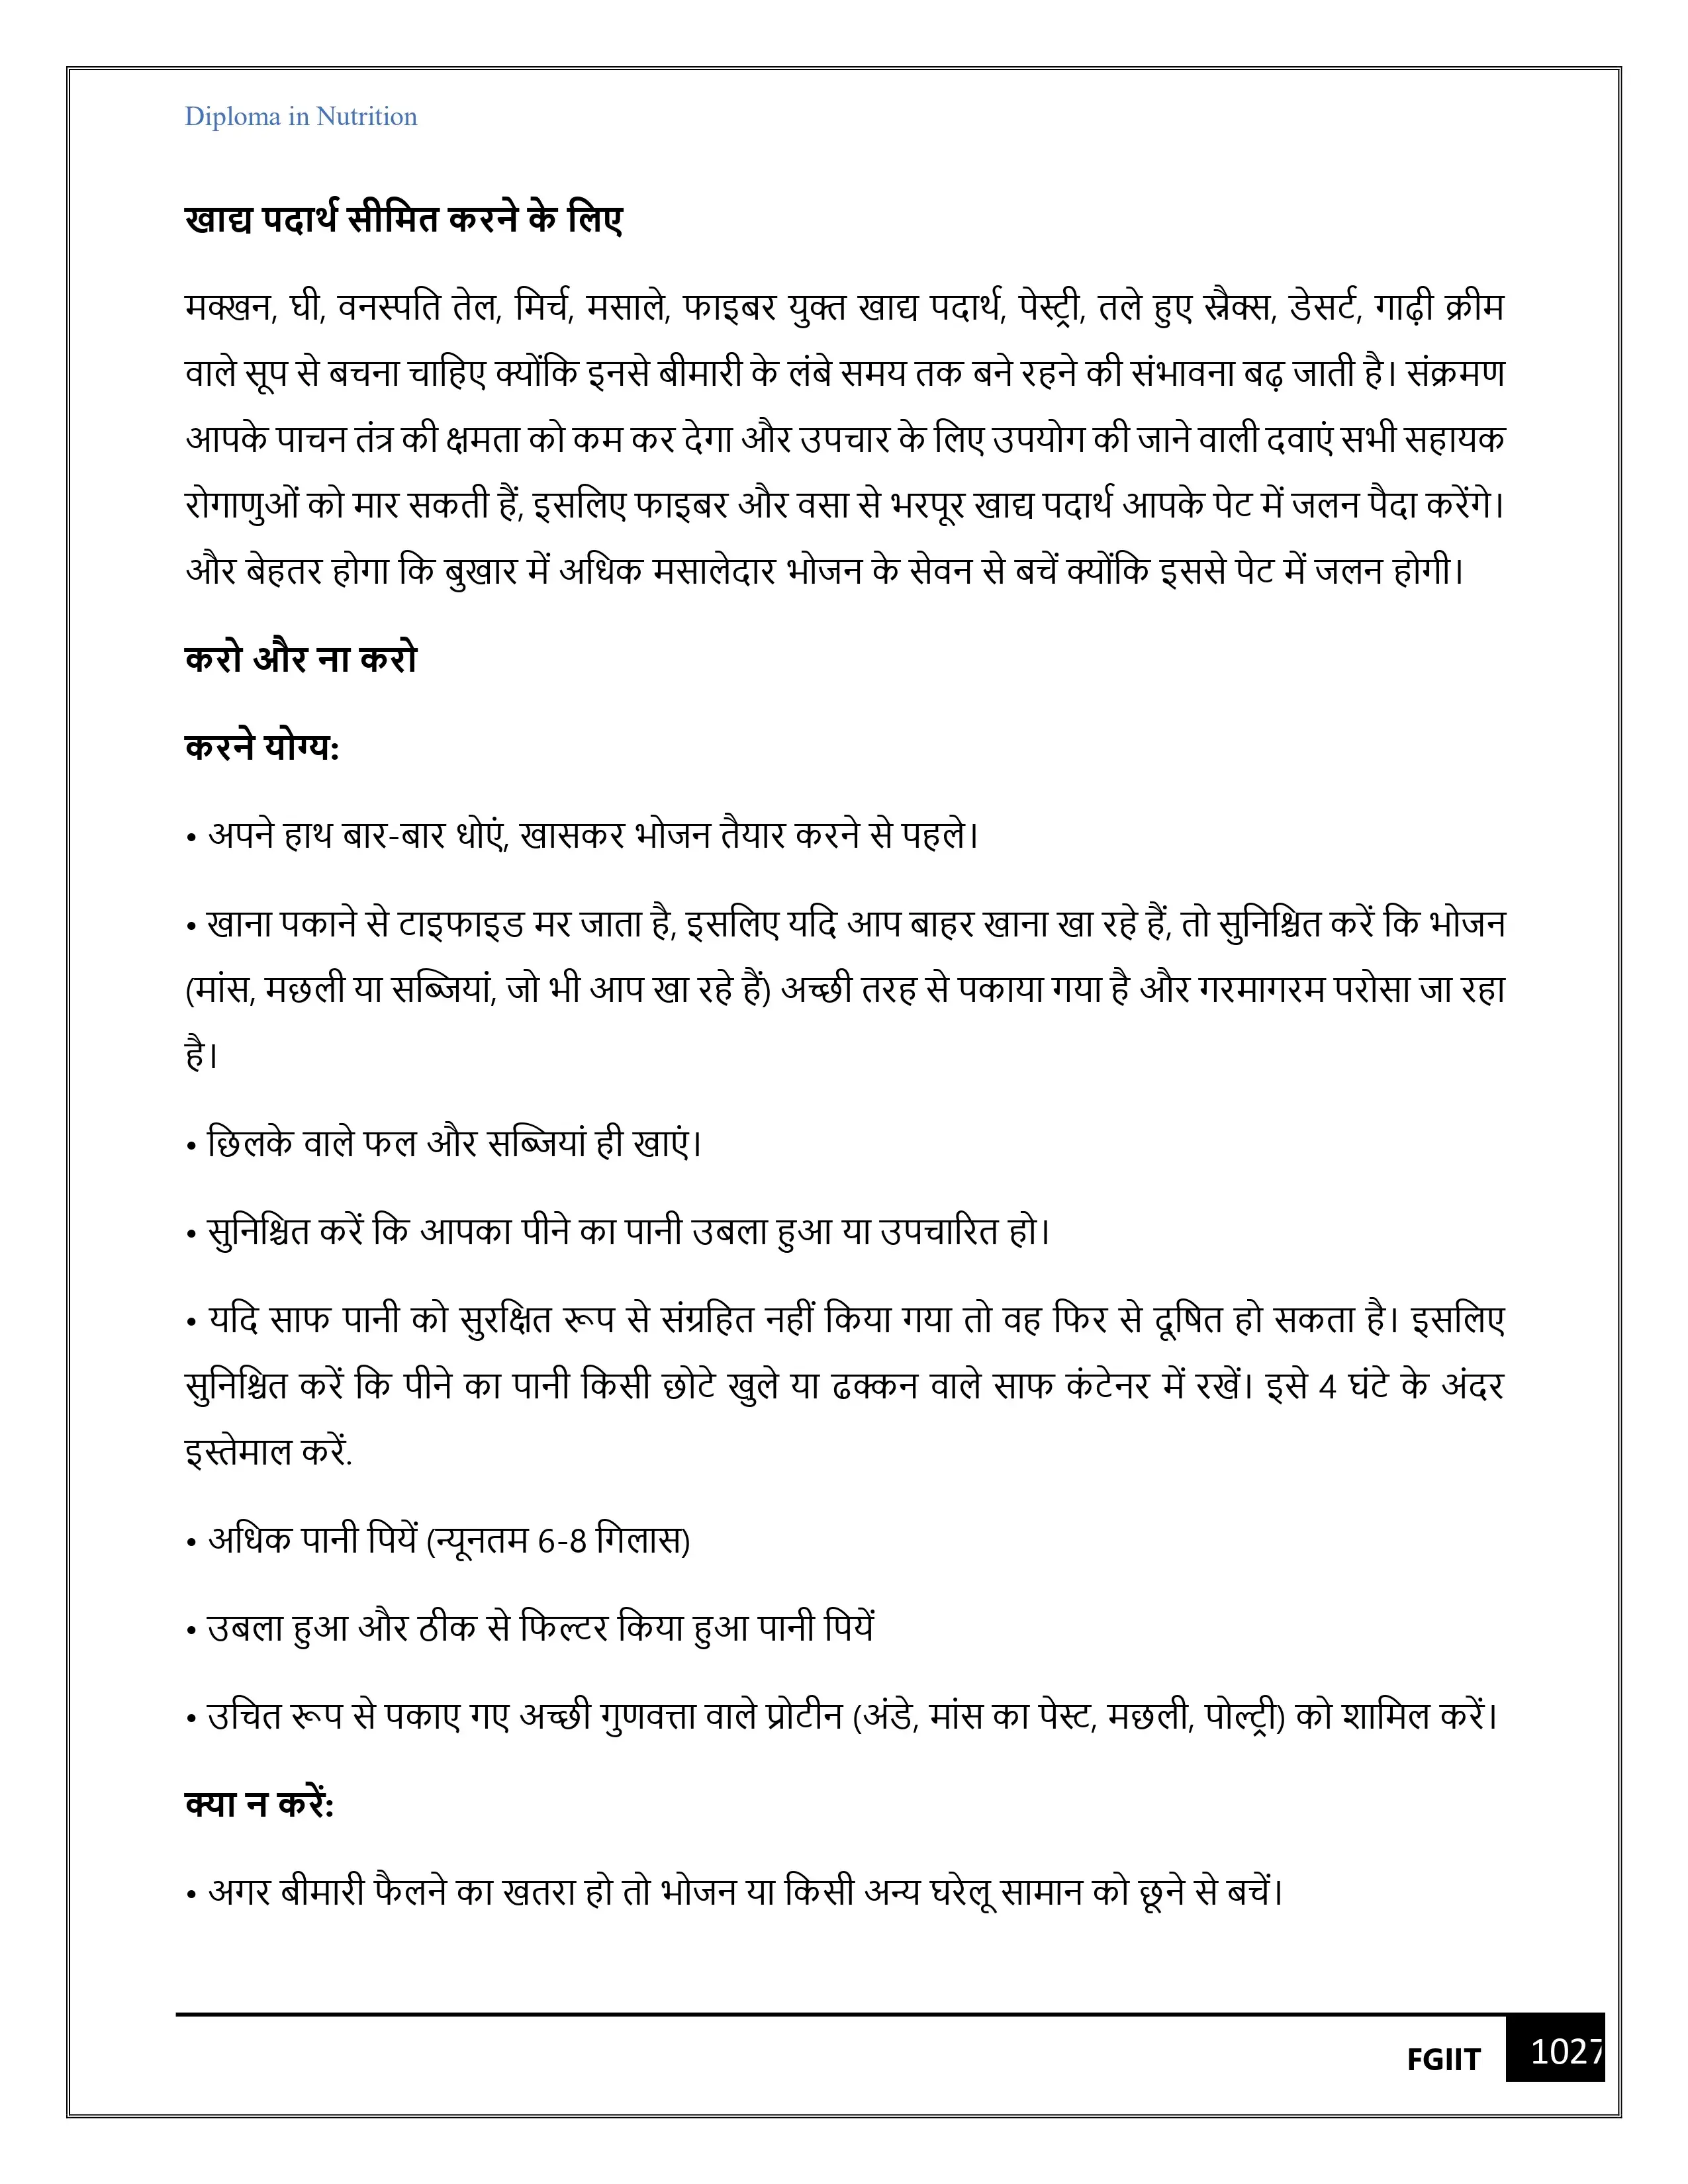 Diploma in Nutrition
खाद्य पदार्थ सीमित करने के लिए
मक्खन, घी, वनस्पति तेल, मिर्च, मसाले, फाइबर युक्त खाद्य पदार्थ, पेस्ट्री, तले हुए स्नैक्स, डेसर्ट, गाढ़ी क्रीम
वाले सूप से बचना चाहिए क्योंकि इनसे बीमारी के लंबे समय तक बने रहने की संभावना बढ़ जाती है। संक्रमण
आपके पाचन तंत्र की क्षमता को कम कर देगा और उपचार के लिए उपयोग की जाने वाली दवाएं सभी सहायक
रोगाणुओं को मार सकती हैं, इसलिए फाइबर और वसा से भरपूर खाद्य पदार्थ आपके पेट में जलन पैदा करेंगे।
और बेहतर होगा कि बुखार में अधिक मसालेदार भोजन के सेवन से बचें क्योंकि इससे पेट में जलन होगी।
करो और ना करो
करने योग्य:
• अपने हाथ बार-बार धोएं, खासकर भोजन तैयार करने से पहले।
• खाना पकाने से टाइफाइड मर जाता है, इसलिए यदि आप बाहर खाना खा रहे हैं, तो सुनिश्चित करें कि भोजन
(मांस, मछली या सब्जियां, जो भी आप खा रहे हैं) अच्छी तरह से पकाया गया है और गरमागरम परोसा जा रहा
है।
• छिलके वाले फल और सब्जियां ही खाएं।
• सुनिश्चित करें कि आपका पीने का पानी उबला हुआ या उपचारित हो।
• यदि साफ पानी को सुरक्षित रूप से संग्रहित नहीं किया गया तो वह फिर से दूषित हो सकता है। इसलिए
सुनिश्चित करें कि पीने का पानी किसी छोटे खुले या ढक्कन वाले साफ कंटेनर में रखें। इसे 4 घंटे के अंदर
इस्तेमाल करें.
• अधिक पानी पियें (न्यूनतम 6-8 गिलास)
• उबला हुआ और ठीक से फिल्टर किया हुआ पानी पियें
• उचित रूप से पकाए गए अच्छी गुणवत्ता वाले प्रोटीन (अंडे, मांस का पेस्ट, मछली, पोल्ट्री) को शामिल करें।
क्या न करें:
• अगर बीमारी फैलने का खतरा हो तो भोजन या किसी अन्य घरेलू सामान को छूने से बचें।
FGIIT 1027